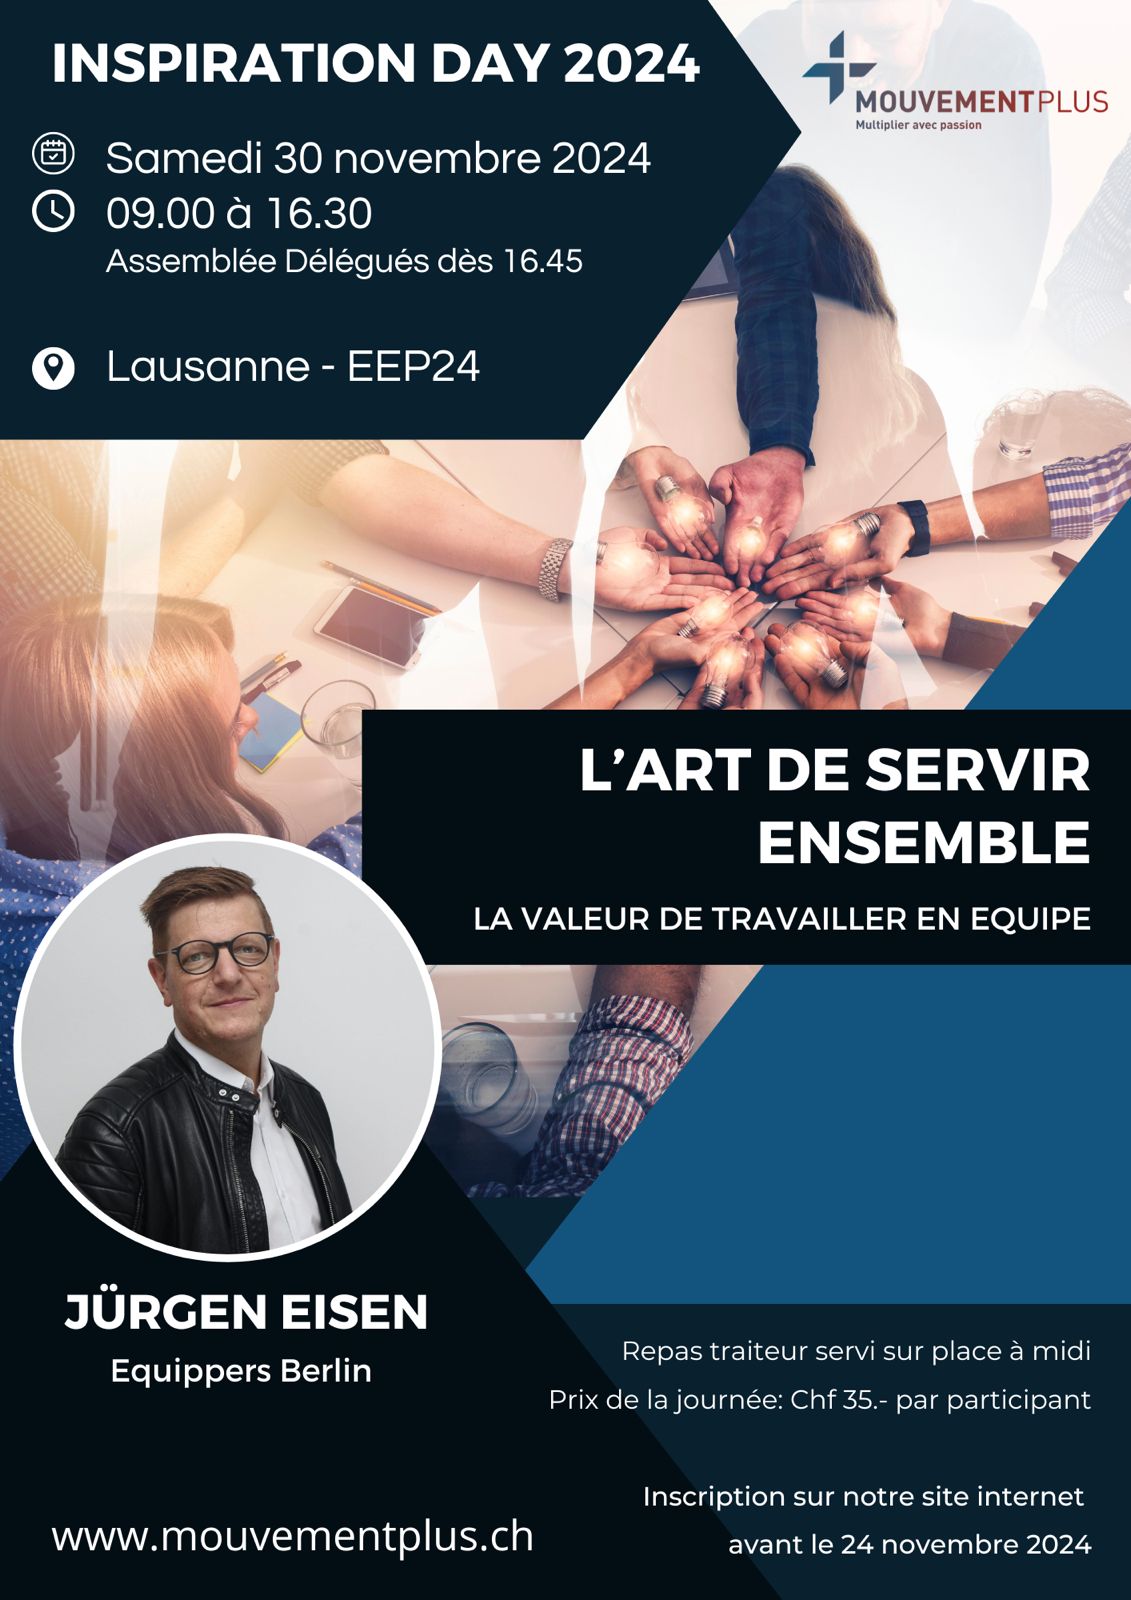 INSPIRATION DAY 2024
MOUVEMENTPLUS
Multiplier avec passion
Samedi 30 novembre 2024
09.00 à 16.30
Assemblée Délégués dès 16.45
Lausanne - EEP24
L’ART DE SERVIR
ENSEMBLE
LA VALEUR DE TRAVAILLER EN EQUIPE
JÜRGEN EISEN
Equippers Berlin
Repas traiteur servi sur place à midi
Prix de la journée: Chf 35.- par participant
Inscription sur notre site internet
avant le 24 novembre 2024
www.mouvementplus.ch